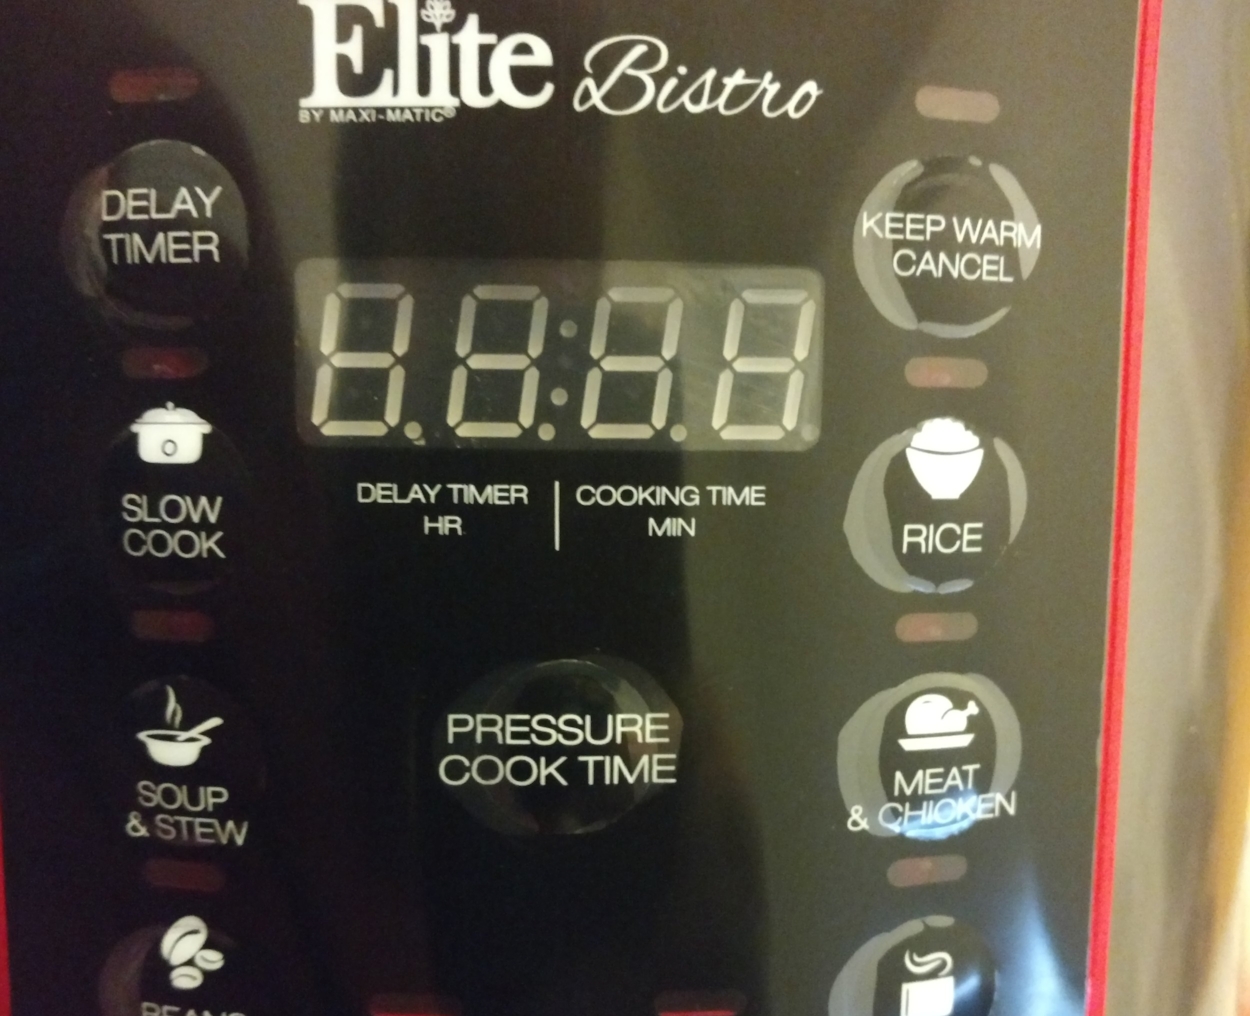 Elite Bistro
BY MAXI-MATIC®
DELAY
TIMER
KEEP WARM
CANCEL
SLOW
COOK
DELAY TIMER
HR
COOKING TIME
MIN
RICE
PRESSURE
COOK TIME
SOUP
& STEW
MEAT
& CHICKEN
BEANS